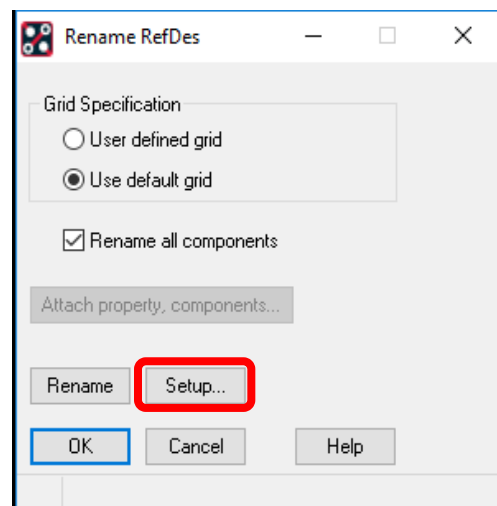 Rename RefDes
Grid Specification
User defined grid
Use default grid
Rename all components
Attach property, components...
Rename Setup...
OK Cancel Help